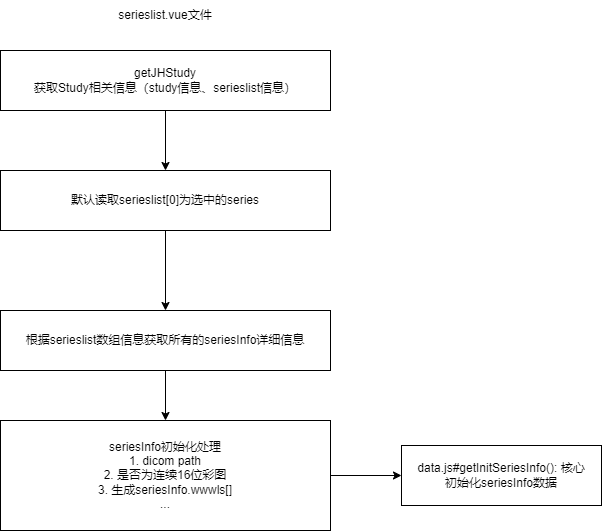 serieslist.vue文件
getJHStudy
获取Study相关信息（study信息、serieslist信息）
默认读取serieslist[0]为选中的series
根据serieslist数组信息获取所有的seriesInfo详细信息
seriesInfo初始化处理
1. dicom path
2. 是否为连续16位彩图
3. 生成seriesInfo.wwwls[]
...
data.js#getInitSeriesInfo(): 核心
初始化seriesInfo数据